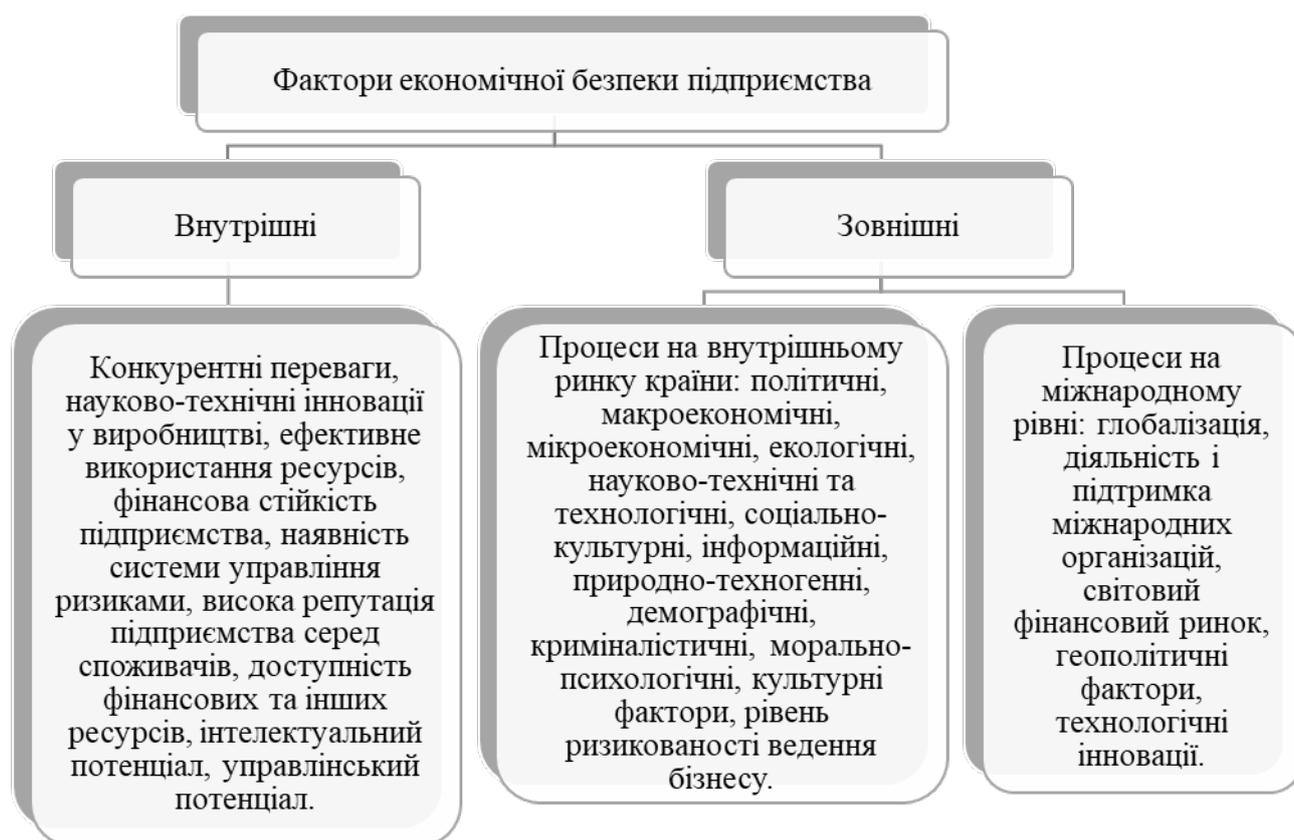 Фактори економічної безпеки підприємства
Внутрішні
Зовнішні
Конкурентні переваги,
науково-технічні інновації
у виробництві, ефективне
використання ресурсів,
фінансова стійкість
підприємства, наявність
системи управління
ризиками, висока репутація
підприємства серед
споживачів, доступність
фінансових та інших
ресурсів, інтелектуальний
потенціал, управлінський
потенціал.
Процеси на внутрішньому
ринку країни: політичні,
макроекономічні,
мікроекономічні, екологічні,
науково-технічні та
технологічні, соціально-
культурні, інформаційні,
природно-техногенні,
демографічні,
криміналістичні, морально-
психологічні, культурні
фактори, рівень
ризикованості ведення
бізнесу.
Процеси на
міжнародному
рівні: глобалізація,
діяльність і
підтримка
міжнародних
організацій,
світовий
фінансовий ринок,
геополітичні
фактори,
технологічні
інновації.